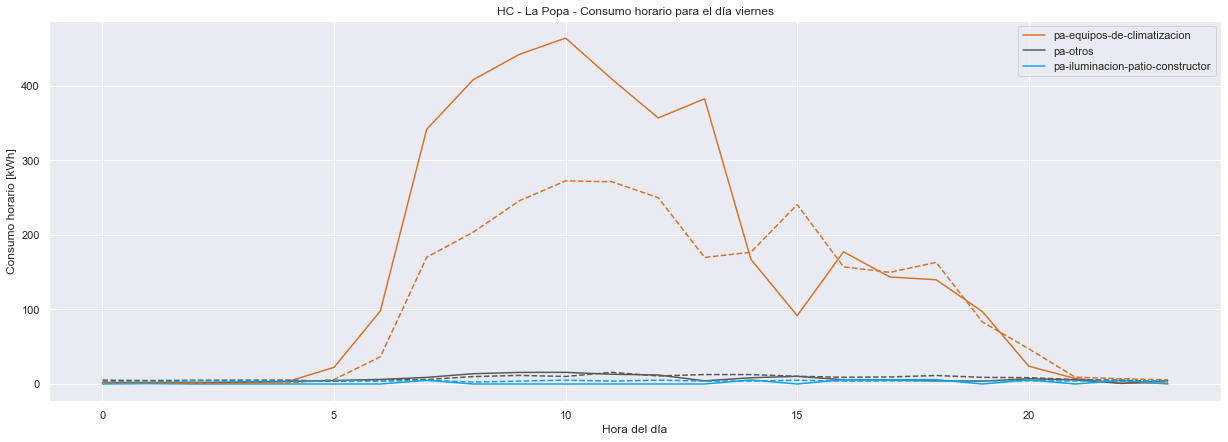 HC - La Popa - Consumo horario para el día viernes
pa-equipos-de-climatizacion
pa-otros
pa-iluminacion-patio-constructor
Consumo horario [kWh]
400
300
200
100
0
0 5 10 15 20
Hora del día